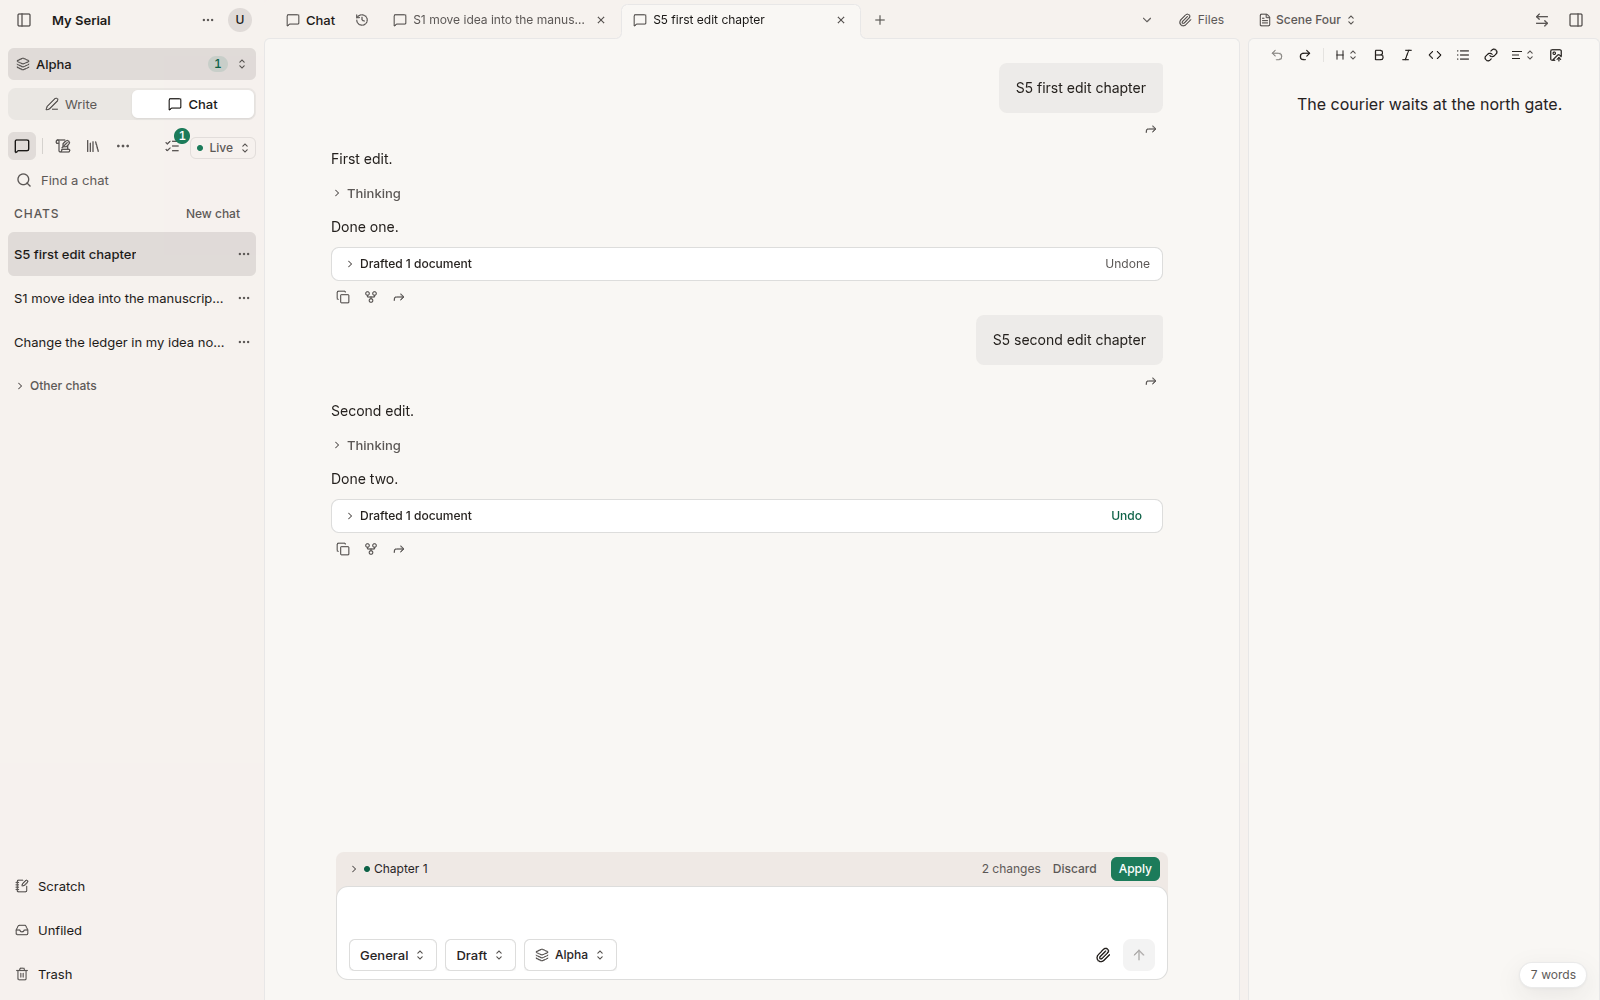 My Serial
U
Alpha
1
Write
Chat
1
Live
Find a chat
CHATS
New chat
S5 first edit chapter
S1 move idea into the manuscrip...
Change the ledger in my idea no...
Other chats
Scratch
Unfiled
Trash
Chat
S1 move idea into the manus...
S5 first edit chapter
Files
S5 first edit chapter
First edit.
Thinking
Done one.
Drafted 1 document
Undone
S5 second edit chapter
Second edit.
Thinking
Done two.
Drafted 1 document
Undo
Chapter 1
2 changes
Discard
Apply
General
Draft
Alpha
Scene Four
H
B
I
The courier waits at the north gate.
7 words